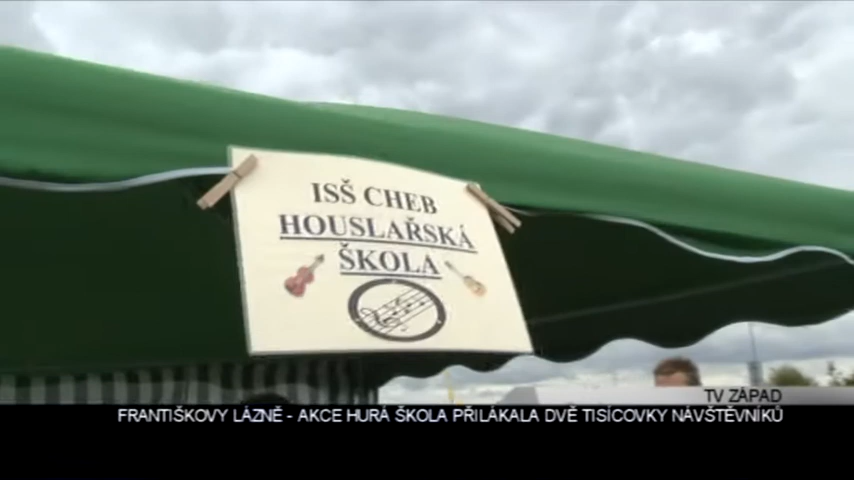 ISŠ CHEB
HOUSLAŘSKÁ
ŠKOLA
TV ZÁPAD
FRANTIŠKOVY LÁZNĚ - AKCE HURÁ ŠKOLA PŘILÁKALA DVĚ TISÍCOVKY NÁVŠTĚVNÍKŮ